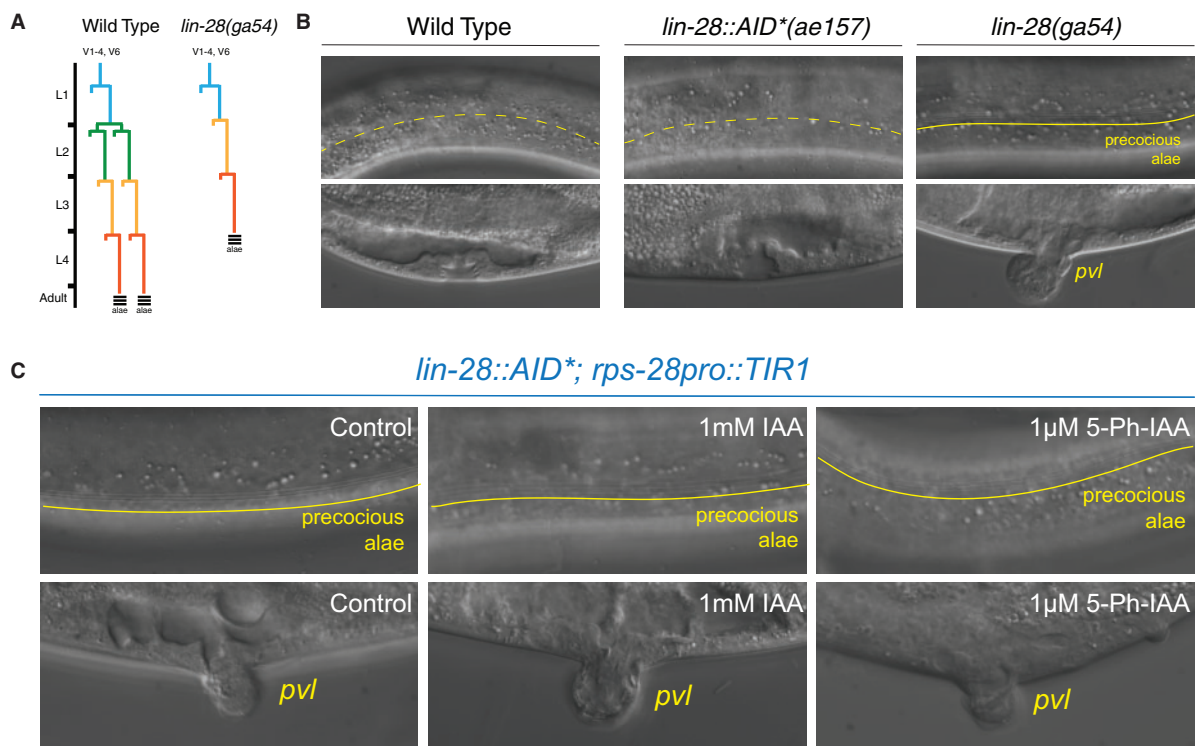 A
Wild Type
lin-28(ga54)
V1-4, V6
V1-4, V6
L1
L2
L3
L4
Adult
alae
alae
alae
B
Wild Type
lin-28::AID*(ae157)
lin-28(ga54)
precocious
alae
pvl
C
lin-28::AID*; rps-28pro::TIR1
Control
precocious
alae
1mM IAA
precocious
alae
1µM 5-Ph-IAA
precocious
alae
Control
pvl
1mM IAA
pvl
1µM 5-Ph-IAA
pvl